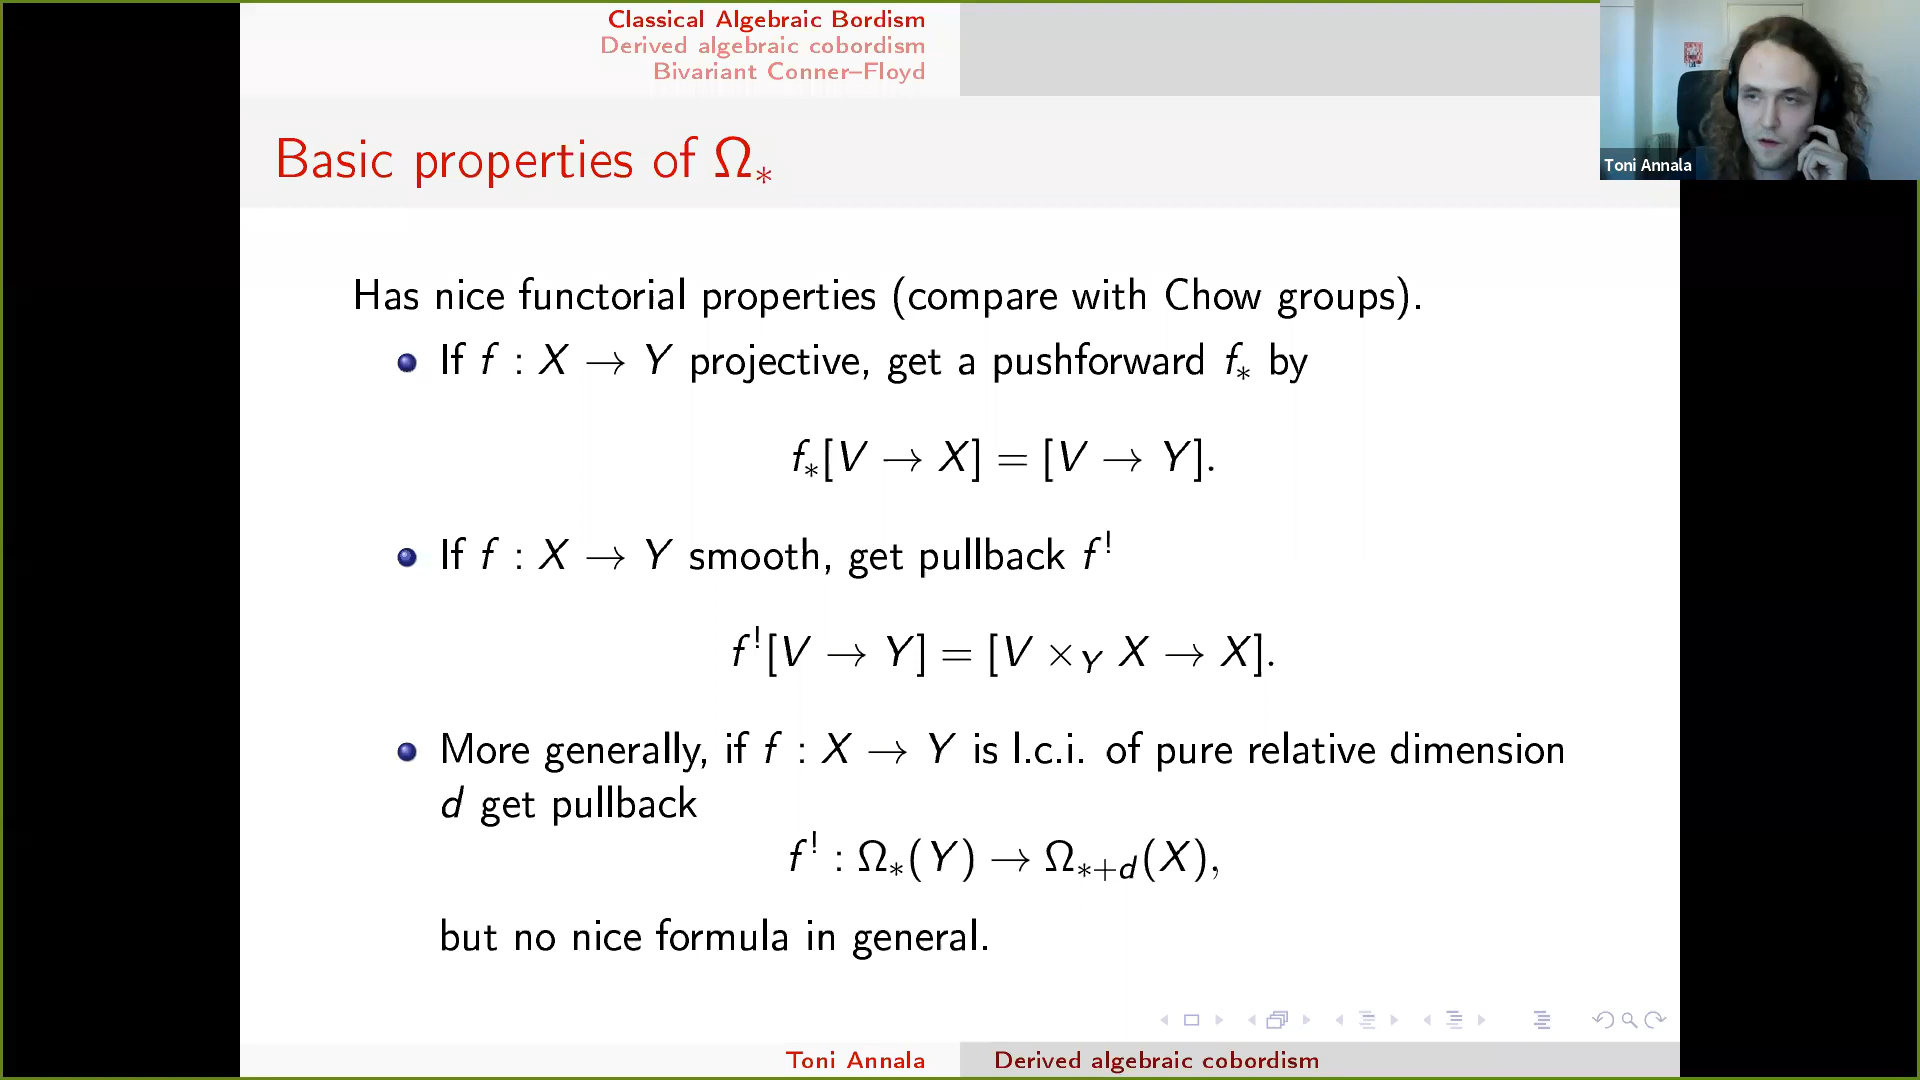 Classical Algebraic Bordism
Derived algebraic cobordism
Bivariant Conner–Floyd
Toni Annala
Basic properties of Ω∗
Has nice functorial properties (compare with Chow groups).
If f : X → Y projective, get a pushforward f∗ by
f∗[V → X] = [V → Y].
If f : X → Y smooth, get pullback f!
f![V → Y] = [V ×Y X → X].
More generally, if f : X → Y is l.c.i. of pure relative dimension
d get pullback
f! : Ω∗(Y) → Ω∗+d(X),
but no nice formula in general.
Toni Annala
Derived algebraic cobordism